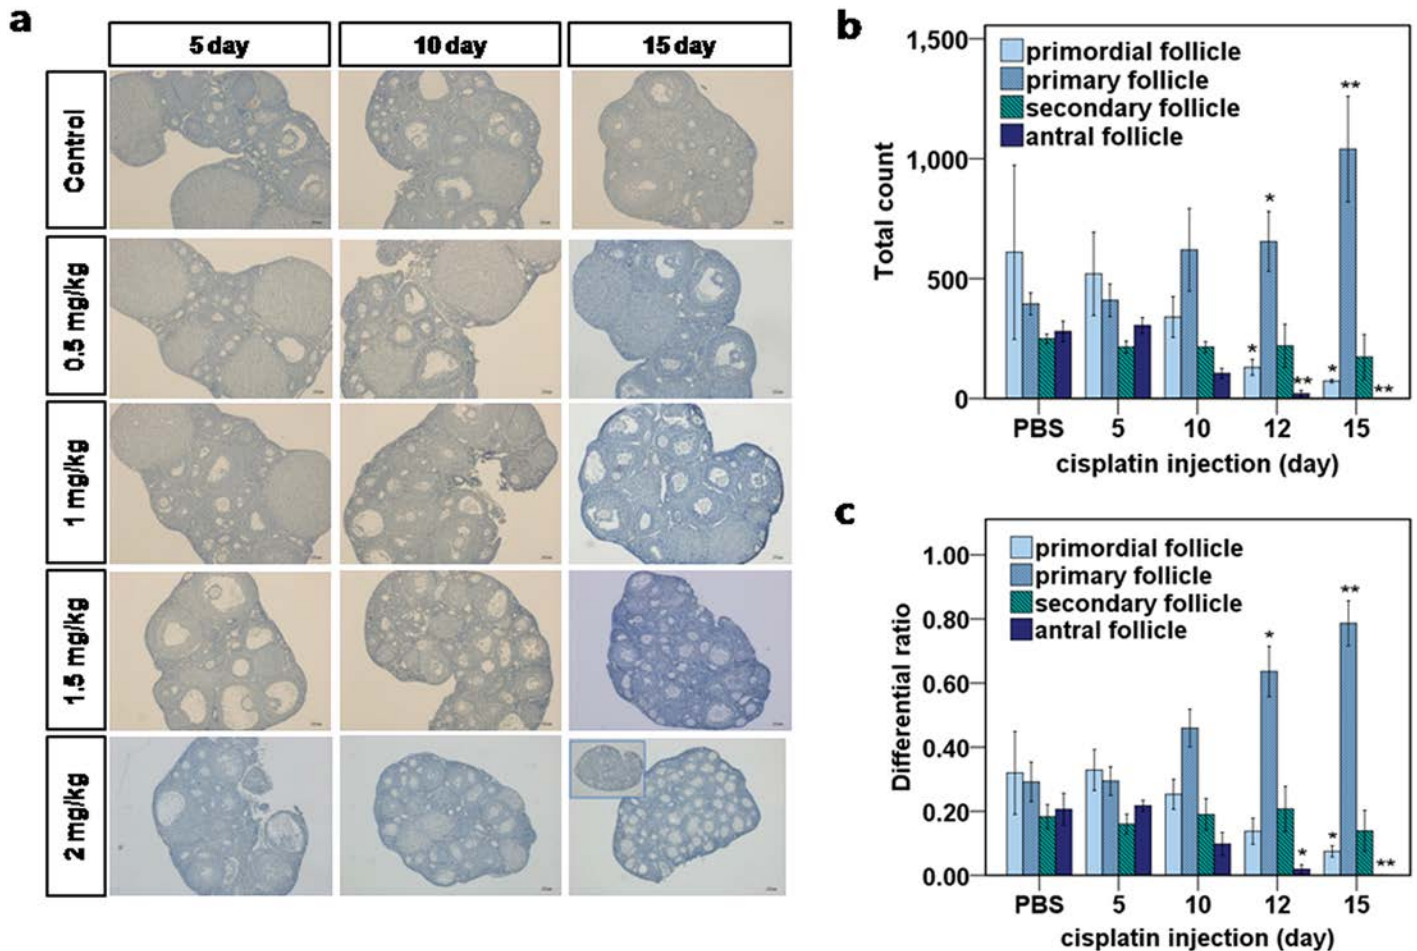 a
5 day
10 day
15 day
Control
0.5 mg/kg
1 mg/kg
1.5 mg/kg
2 mg/kg
b
1,500
1,000
500
0
Total count
primordial follicle
primary follicle
secondary follicle
antral follicle
*
*
**
*
**
**
PBS
5
10
12
15
cisplatin injection (day)
c
1.00
0.80
0.60
0.40
0.20
0.00
Differential ratio
primordial follicle
primary follicle
secondary follicle
antral follicle
*
*
*
**
**
PBS
5
10
12
15
cisplatin injection (day)